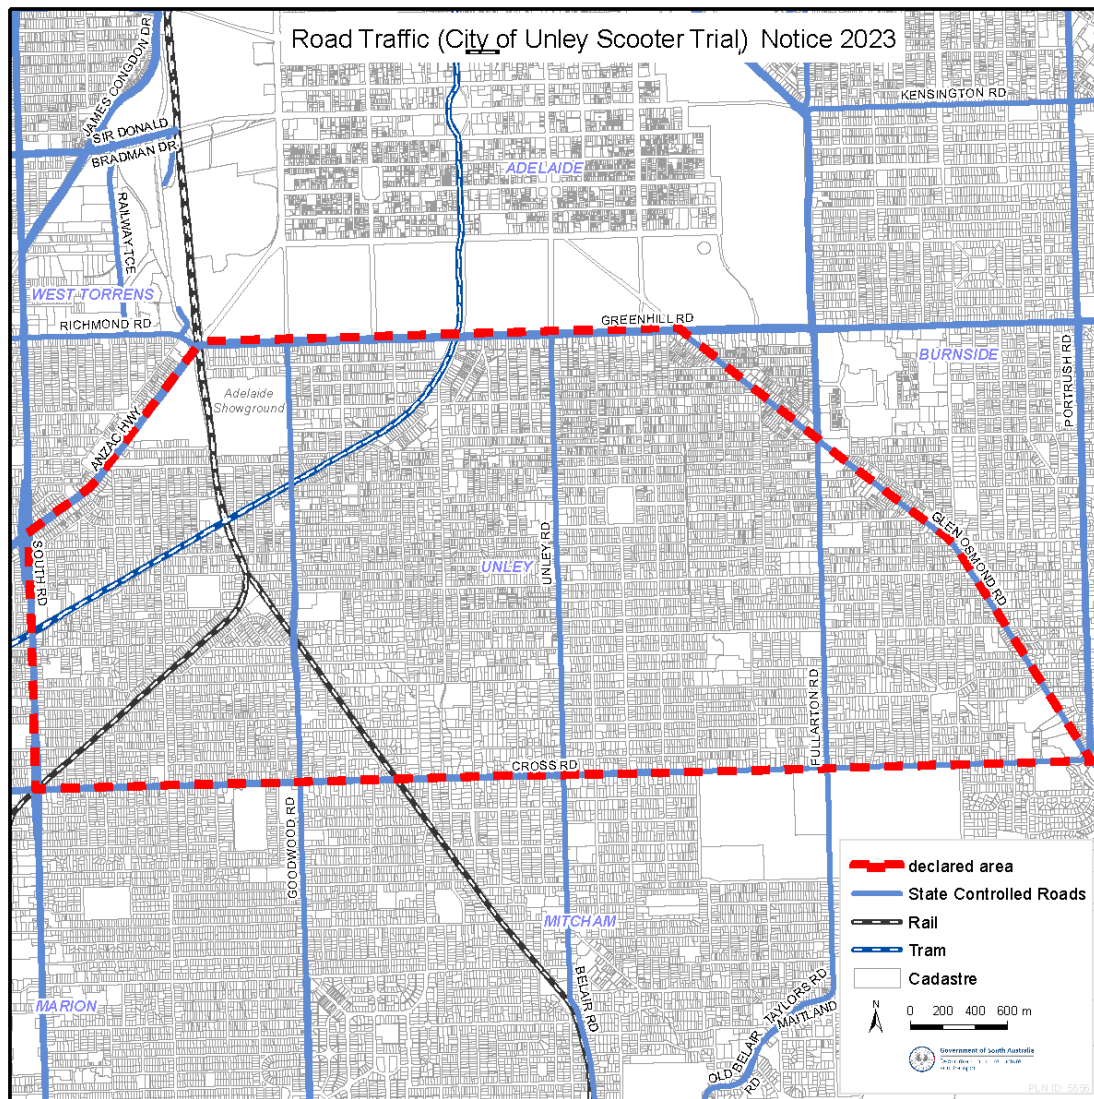 Road Traffic (City of Unley Scooter Trial) Notice 2023
JAMES CONGDON DR
KENSINGTON RD
SIR DONALD
BRADMAN DR
ADELAIDE
RAILWAY TCE
WEST TORRENS
RICHMOND RD
GREENHILL RD
BURNSIDE
PORTRUSH RD
Adelaide
Showground
ANZAC HWY
SOUTH RD
UNLEY
UNLEY RD
GLEN OSMOND RD
FULLARTON RD
CROSS RD
GOODWOOD RD
MITCHAM
MARION
BELAIR RD
TAYLORS RD
MAITLAND
OLD BELAIR
RD
declared area
State Controlled Roads
Rail
Tram
Cadastre
N
0 200 400 600 m
Government of South Australia
PLN ID: 5656